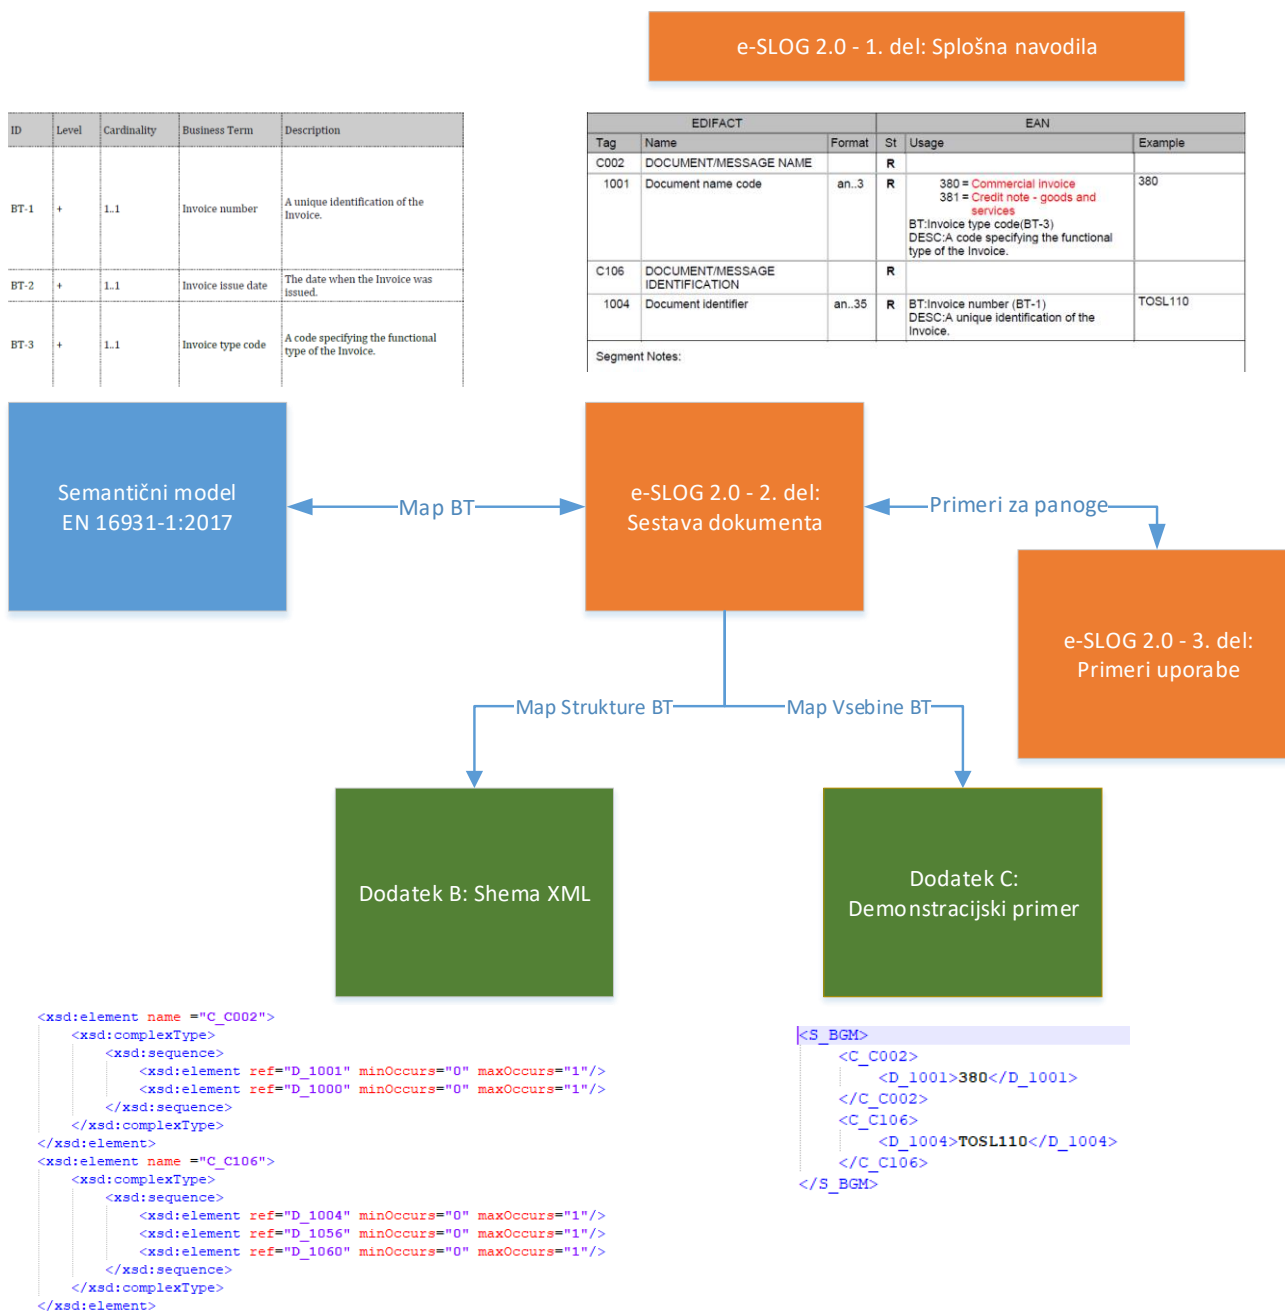 e-SLOG 2.0 - 1. del: Splošna navodila
ID Level Cardinality Business Term Description
BT-1 + 1..1 Invoice number A unique identification of the
Invoice.
BT-2 + 1..1 Invoice issue date The date when the Invoice was
issued.
BT-3 + 1..1 Invoice type code A code specifying the functional
type of the Invoice.
EDIFACT EAN
Tag Name Format St Usage Example
C002 DOCUMENT/MESSAGE NAME R
1001 Document name code an..3 R 380 = Commercial invoice 380
381 = Credit note - goods and
services
BT:Invoice type code(BT-3)
DESC:A code specifying the functional
type of the Invoice.
C106 DOCUMENT/MESSAGE R
IDENTIFICATION
1004 Document identifier an..35 R BT:Invoice number (BT-1) TOSL110
DESC:A unique identification of the
Invoice.
Segment Notes:
Semantični model
EN 16931-1:2017
Map BT
e-SLOG 2.0 - 2. del:
Sestava dokumenta
Primeri za panoge
e-SLOG 2.0 - 3. del:
Primeri uporabe
Map Strukture BT
Map Vsebine BT
Dodatek B: Shema XML
Dodatek C:
Demonstracijski primer
<xsd:element name ="C_C002">
<xsd:complexType>
<xsd:sequence>
<xsd:element ref="D_1001" minOccurs="0" maxOccurs="1"/>
<xsd:element ref="D_1000" minOccurs="0" maxOccurs="1"/>
</xsd:sequence>
</xsd:complexType>
</xsd:element>
<xsd:element name ="C_C106">
<xsd:complexType>
<xsd:sequence>
<xsd:element ref="D_1004" minOccurs="0" maxOccurs="1"/>
<xsd:element ref="D_1056" minOccurs="0" maxOccurs="1"/>
<xsd:element ref="D_1060" minOccurs="0" maxOccurs="1"/>
</xsd:sequence>
</xsd:complexType>
</xsd:element>
<S_BGM>
<C_C002>
<D_1001>380</D_1001>
</C_C002>
<C_C106>
<D_1004>TOSL110</D_1004>
</C_C106>
</S_BGM>